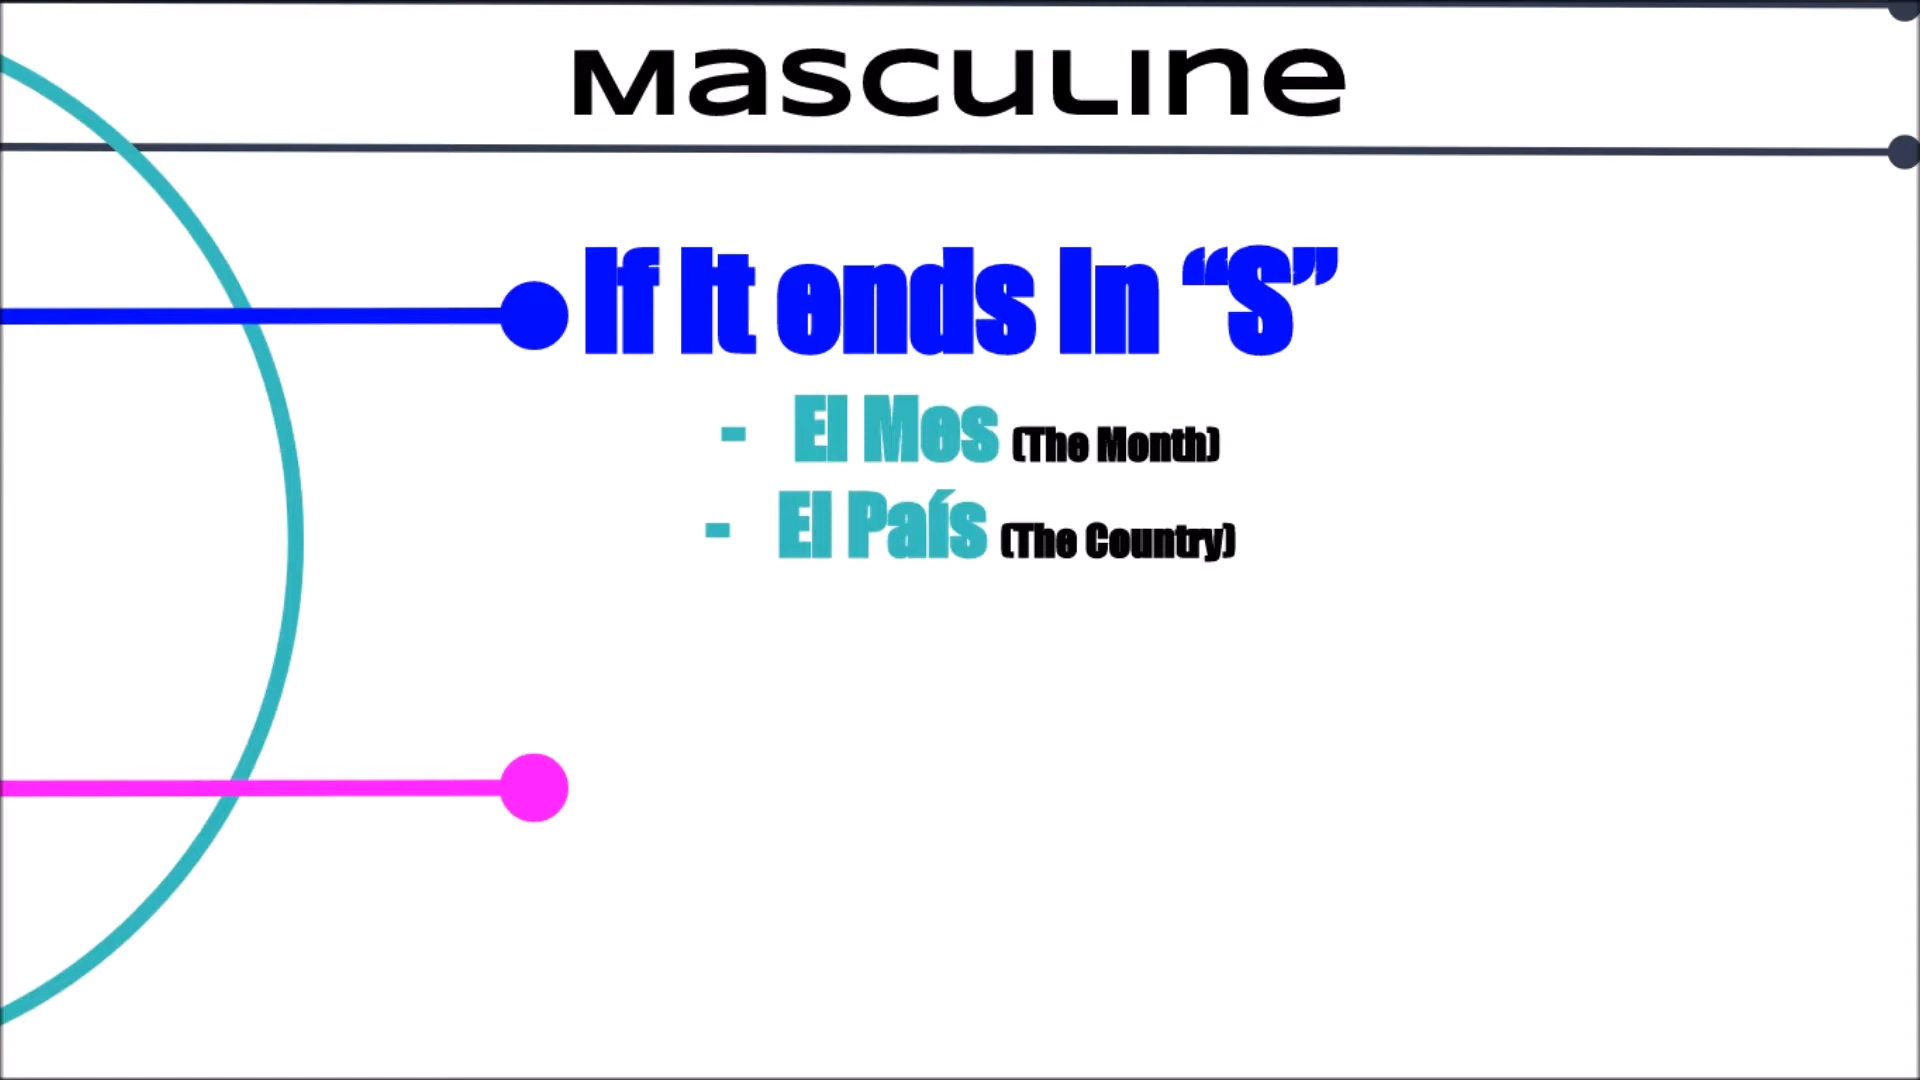 Masculine
If it ends in “S”
- El Mes (The Month)
- El País (The Country)